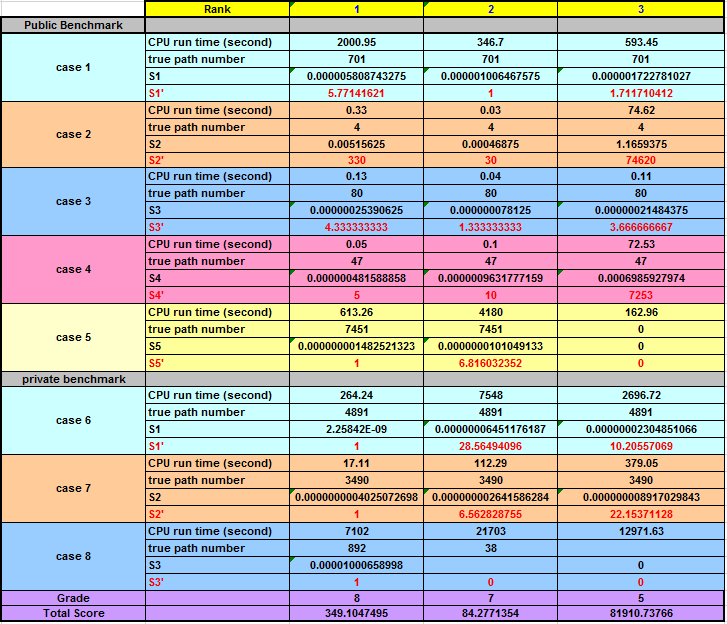 Rank 1 2 3
Public Benchmark
case 1
CPU run time (second) 2000.95 346.7 593.45
true path number 701 701 701
S1 0.000005808743275 0.000001006467575 0.000001722781027
S1' 5.77141621 1 1.711710412
case 2
CPU run time (second) 0.33 0.03 74.62
true path number 4 4 4
S2 0.00515625 0.00046875 1.1659375
S2' 330 30 74620
case 3
CPU run time (second) 0.13 0.04 0.11
true path number 80 80 80
S3 0.00000025390625 0.000000078125 0.00000021484375
S3' 4.333333333 1.333333333 3.666666667
case 4
CPU run time (second) 0.05 0.1 72.53
true path number 47 47 47
S4 0.000000481588858 0.0000009631777159 0.0006985927974
S4' 5 10 7253
case 5
CPU run time (second) 613.26 4180 162.96
true path number 7451 7451 0
S5 0.000000001482521323 0.0000000101049133 0
S5' 1 6.816032352 0
private benchmark
case 6
CPU run time (second) 264.24 7548 2696.72
true path number 4891 4891 4891
S1 2.25842E-09 0.00000006451176187 0.00000002304851066
S1' 1 28.56494096 10.20557069
case 7
CPU run time (second) 17.11 112.29 379.05
true path number 3490 3490 3490
S2 0.0000000004025072698 0.000000002641586284 0.000000008917029843
S2' 1 6.562828755 22.15371128
case 8
CPU run time (second) 7102 21703 12971.63
true path number 892 38
S3 0.00001000658998 0
S3' 1 0 0
Grade 8 7 5
Total Score 349.1047495 84.2771354 81910.73766